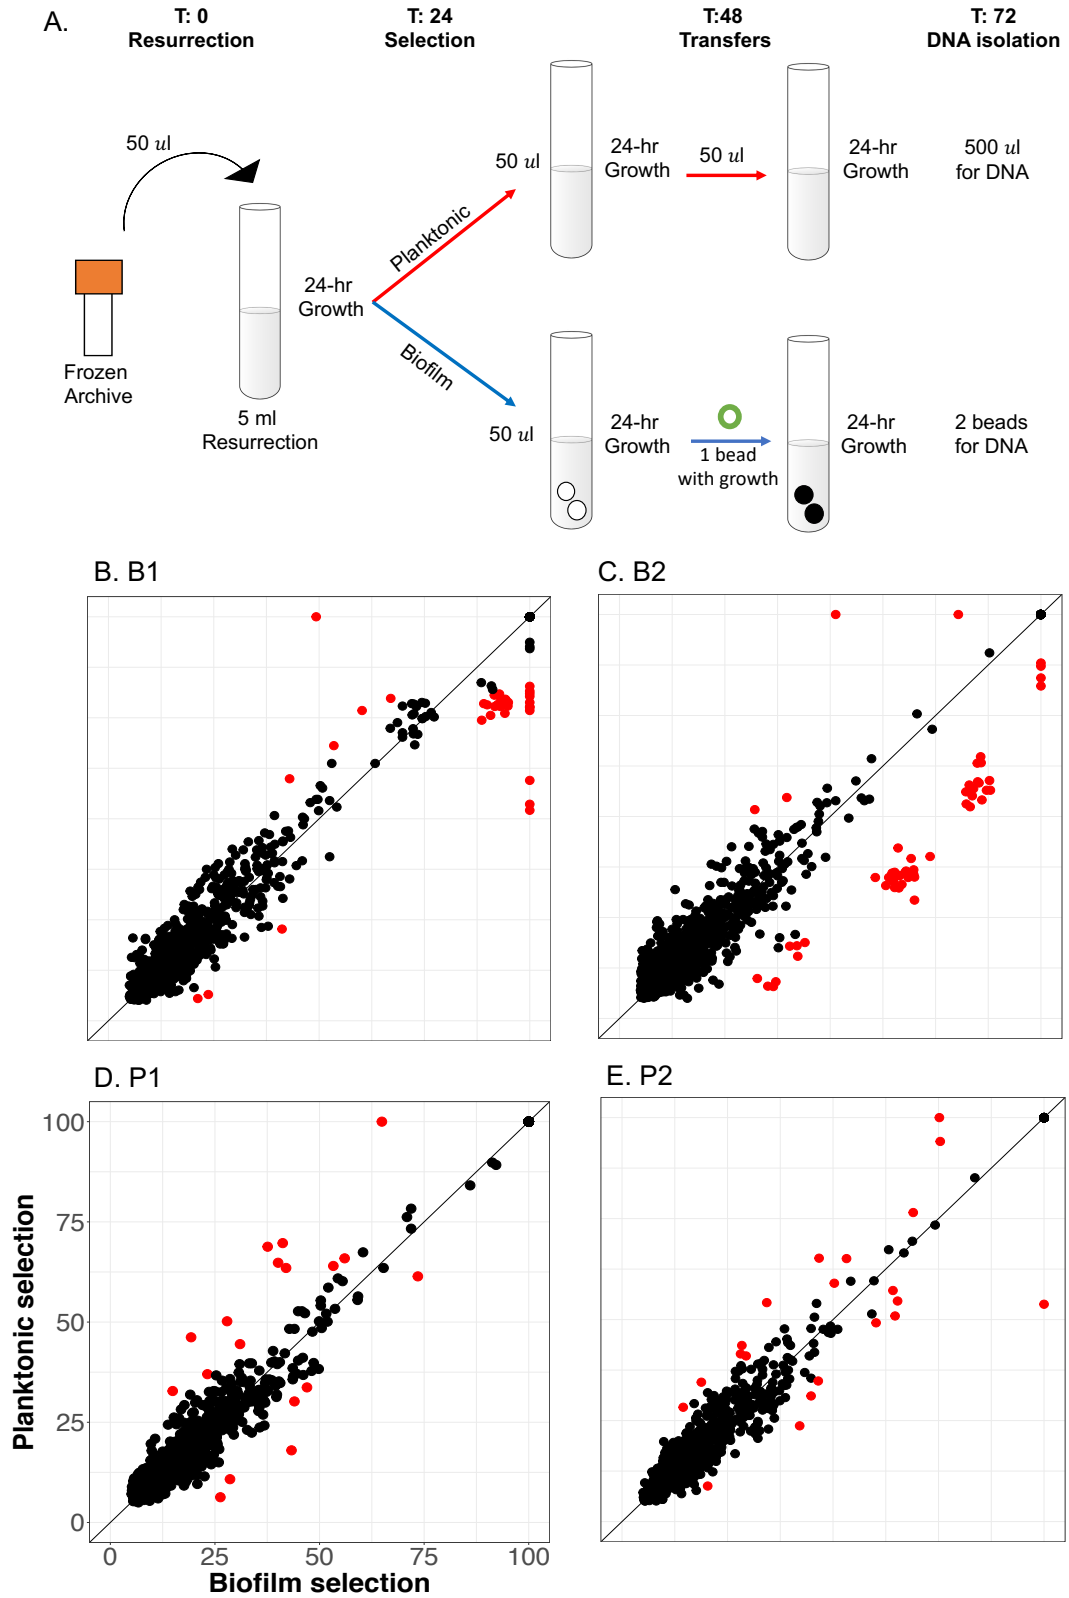 A.
T: 0
Resurrection
T: 24
Selection
T:48
Transfers
T: 72
DNA isolation
50 ul
Frozen
Archive
5 ml
Resurrection
24-hr
Growth
Planktonic
Biofilm
50 ul
24-hr
Growth
50 ul
24-hr
Growth
500 ul
for DNA
50 ul
24-hr
Growth
1 bead
with growth
24-hr
Growth
2 beads
for DNA
B. B1
C. B2
D. P1
E. P2
Planktonic selection
100
75
50
25
0
0 25 50 75 100
Biofilm selection